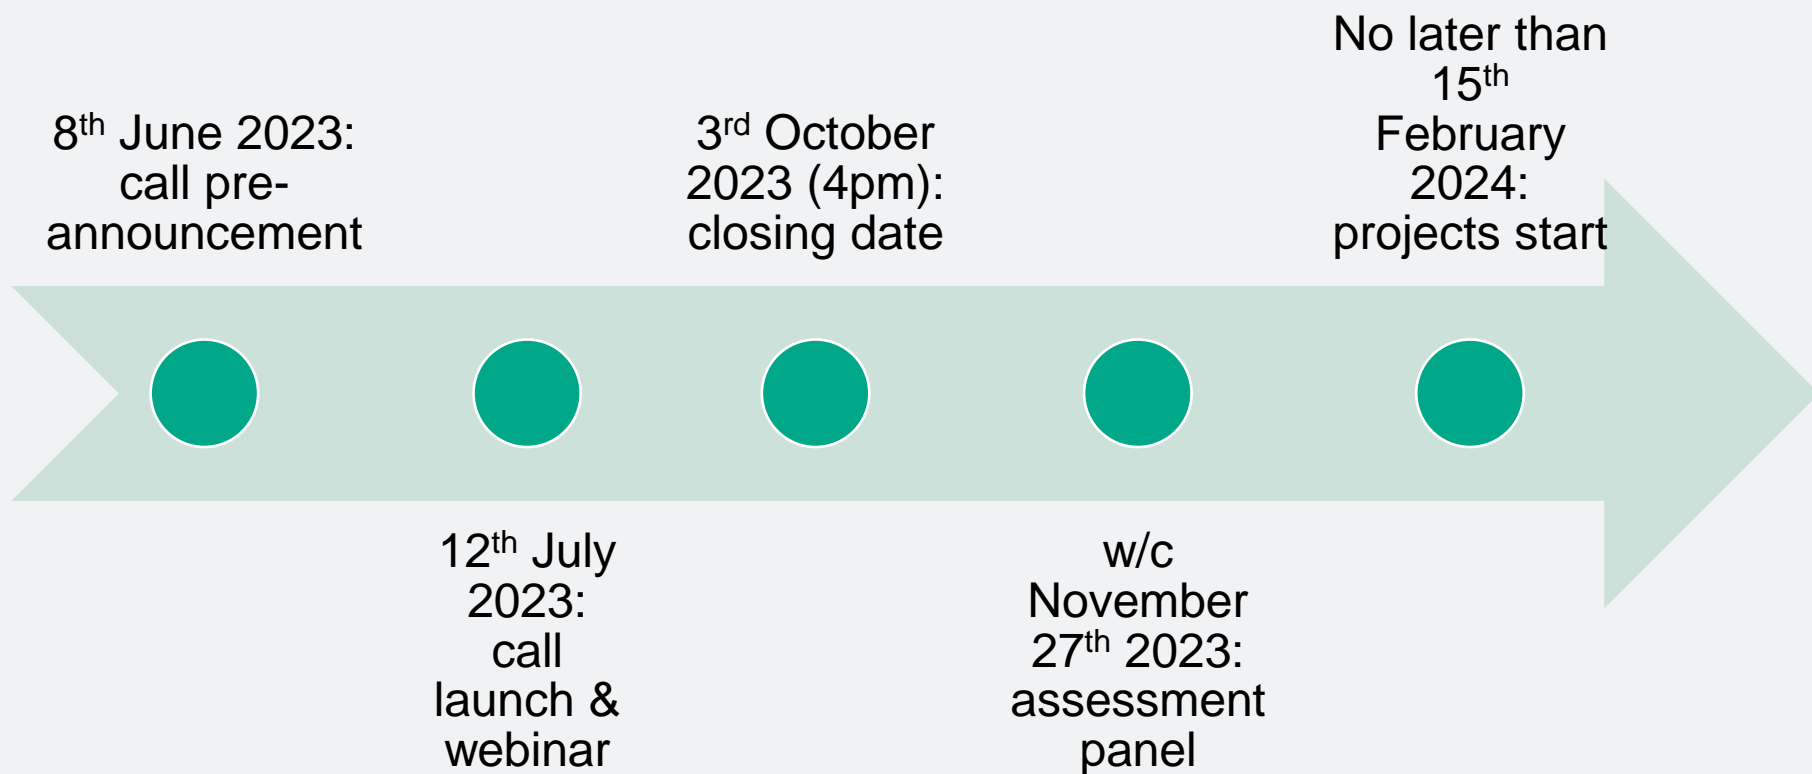 8th June 2023:
call pre-
announcement
12th July
2023:
call
launch &
webinar
3rd October
2023 (4pm):
closing date
w/c
November
27th 2023:
assessment
panel
No later than
15th
February
2024:
projects start